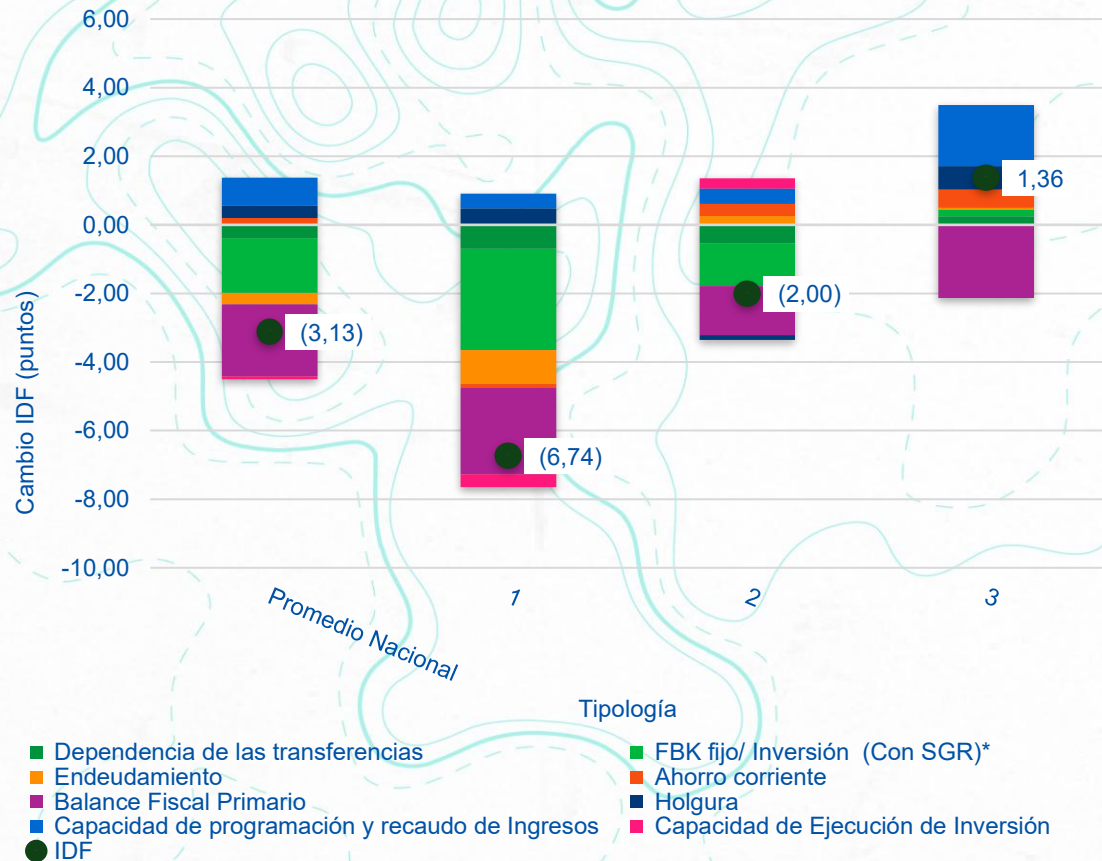 6,00
4,00
2,00
0,00
-2,00
-4,00
-6,00
-8,00
-10,00
Cambio IDF (puntos)
(3,13)
(6,74)
(2,00)
1,36
Promedio Nacional
1
2
3
Tipología
Dependencia de las transferencias
FBK fijo/ Inversión (Con SGR)*
Endeudamiento
Ahorro corriente
Balance Fiscal Primario
Holgura
Capacidad de programación y recaudo de Ingresos
Capacidad de Ejecución de Inversión
IDF